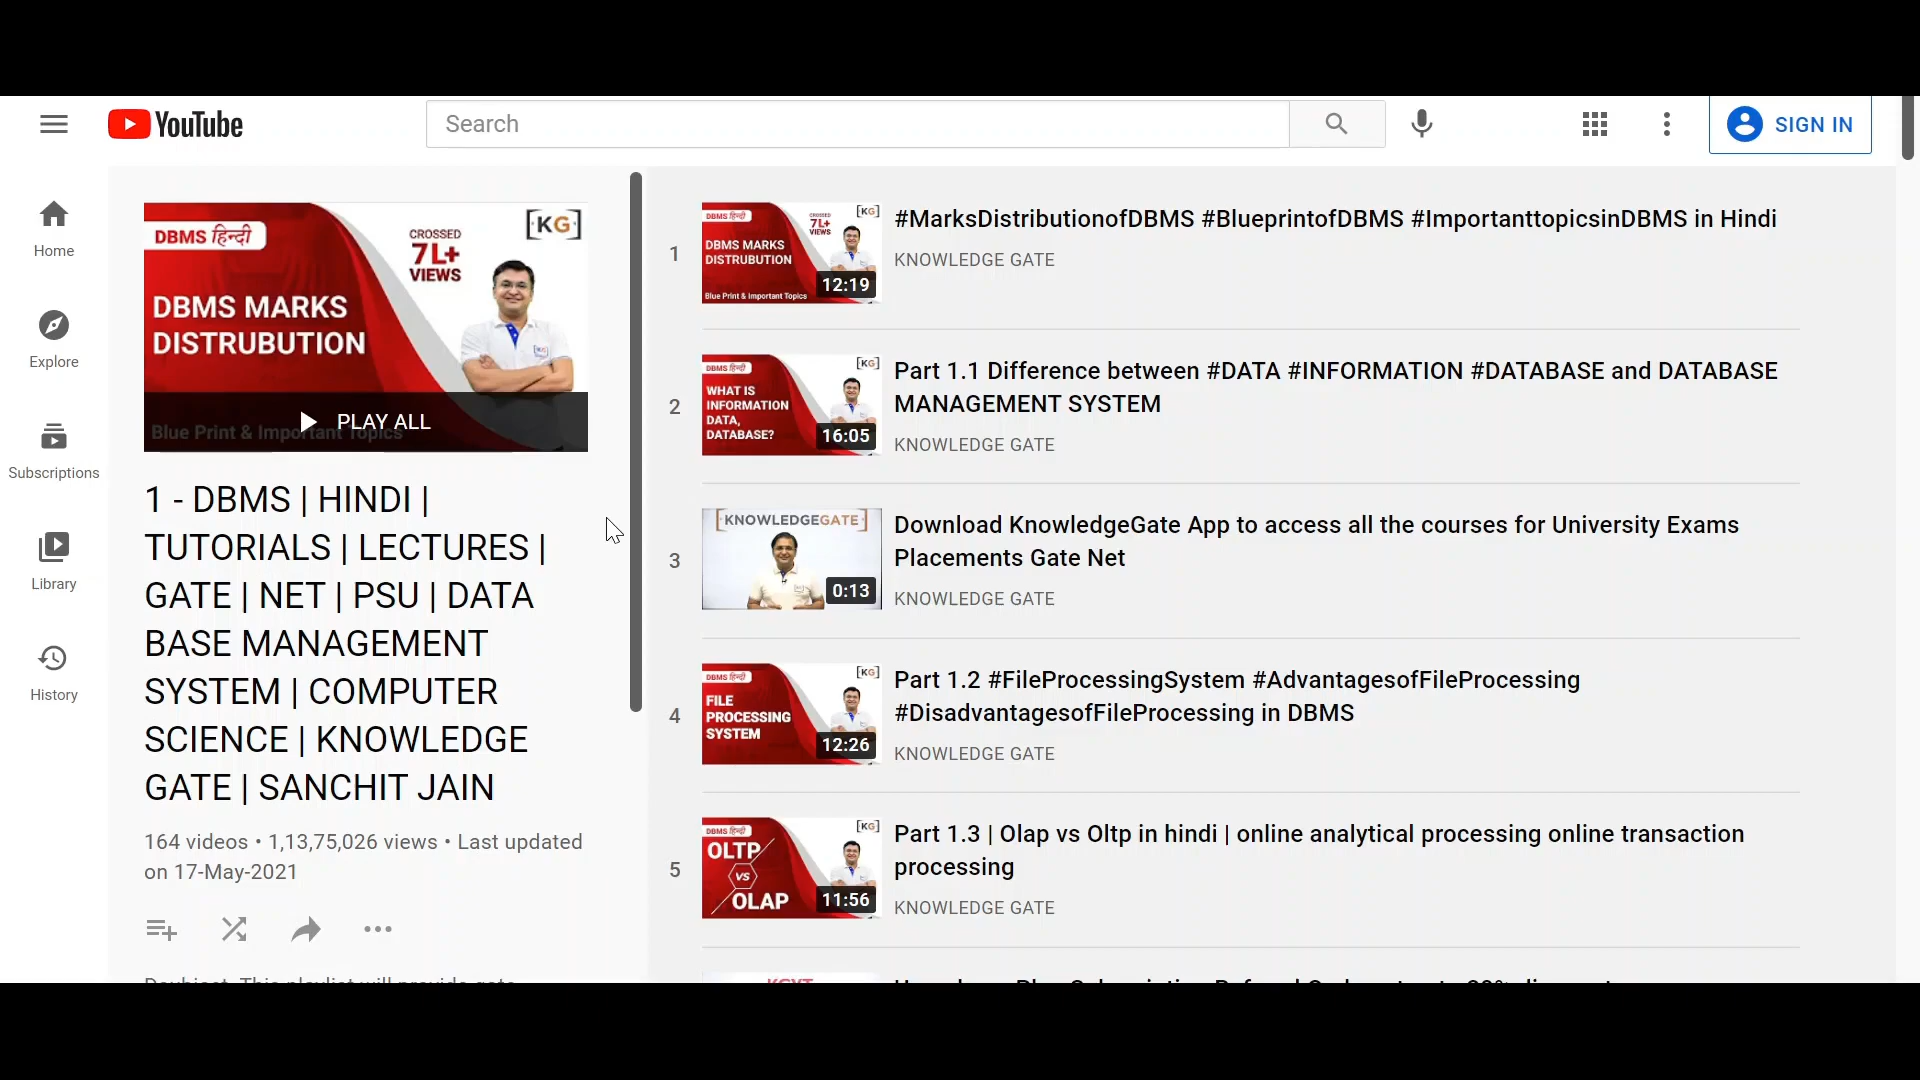 YouTube
Search
SIGN IN
Home
Explore
Subscriptions
Library
History
DBMS हिन्दी
[KG]
CROSSED
7L+
VIEWS
DBMS MARKS
DISTRUBUTION
Blue Print & Important Topics
PLAY ALL
1 - DBMS | HINDI |
TUTORIALS | LECTURES |
GATE | NET | PSU | DATA
BASE MANAGEMENT
SYSTEM | COMPUTER
SCIENCE | KNOWLEDGE
GATE | SANCHIT JAIN
164 videos • 1,13,75,026 views • Last updated
on 17-May-2021
1
DBMS हिन्दी
[KG]
CROSSED
7L+
VIEWS
DBMS MARKS
DISTRUBUTION
Blue Print & Important Topics
12:19
#MarksDistributionofDBMS #BlueprintofDBMS #ImportanttopicsinDBMS in Hindi
KNOWLEDGE GATE
2
DBMS हिन्दी
[KG]
WHAT IS
INFORMATION
DATA,
DATABASE?
16:05
Part 1.1 Difference between #DATA #INFORMATION #DATABASE and DATABASE
MANAGEMENT SYSTEM
KNOWLEDGE GATE
3
[KNOWLEDGEGATE]
0:13
Download KnowledgeGate App to access all the courses for University Exams
Placements Gate Net
KNOWLEDGE GATE
4
DBMS हिन्दी
[KG]
FILE
PROCESSING
SYSTEM
12:26
Part 1.2 #FileProcessingSystem #AdvantagesofFileProcessing
#DisadvantagesofFileProcessing in DBMS
KNOWLEDGE GATE
5
DBMS हिन्दी
[KG]
OLTP
VS
OLAP
11:56
Part 1.3 | Olap vs Oltp in hindi | online analytical processing online transaction
processing
KNOWLEDGE GATE